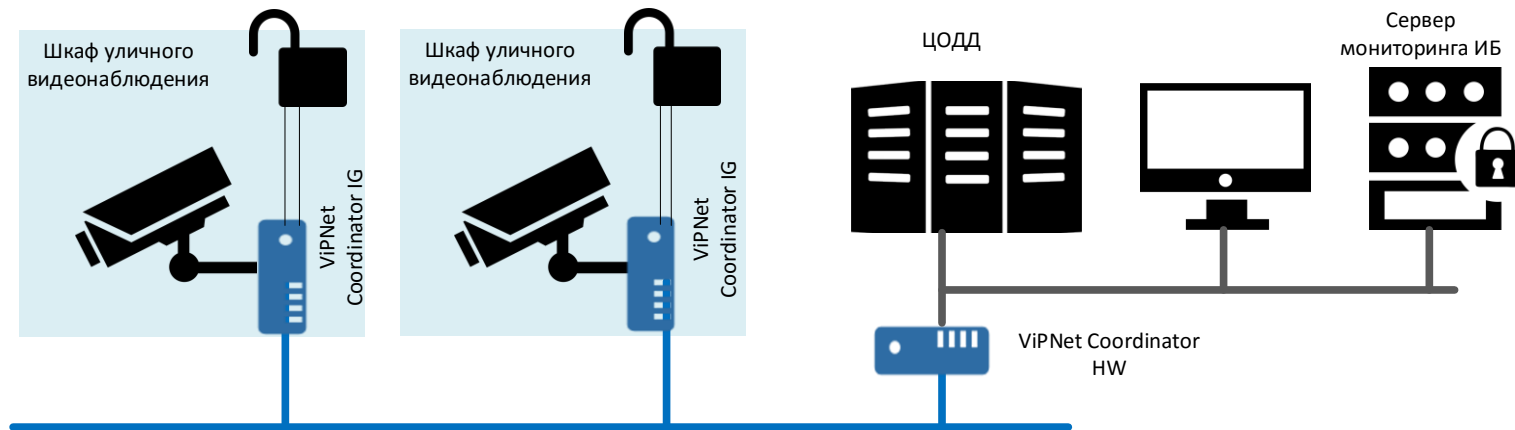 Шкаф уличного
видеонаблюдения
ViPNet
Coordinator IG
Шкаф уличного
видеонаблюдения
ViPNet
Coordinator IG
ЦОДД
Сервер
мониторинга ИБ
ViPNet Coordinator
HW